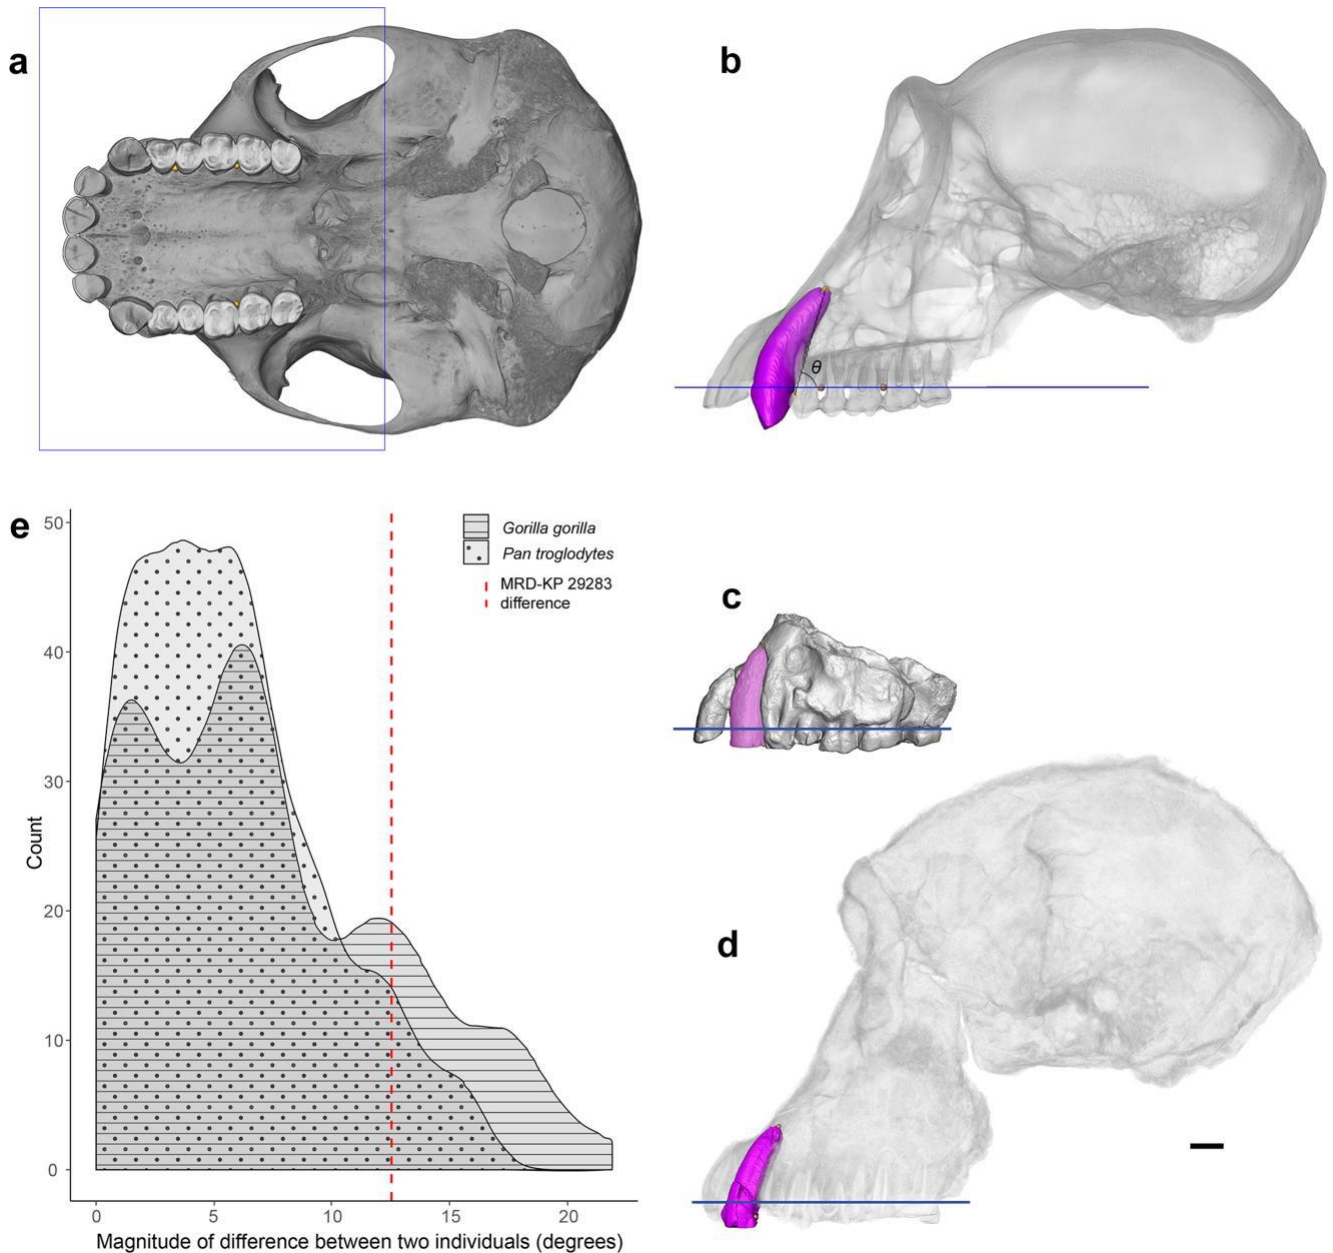 a
b
θ
e
50
40
30
20
10
0
Count
Gorilla gorilla
Pan troglodytes
MRD-KP 29283
difference
0 5 10 15 20
Magnitude of difference between two individuals (degrees)
c
d